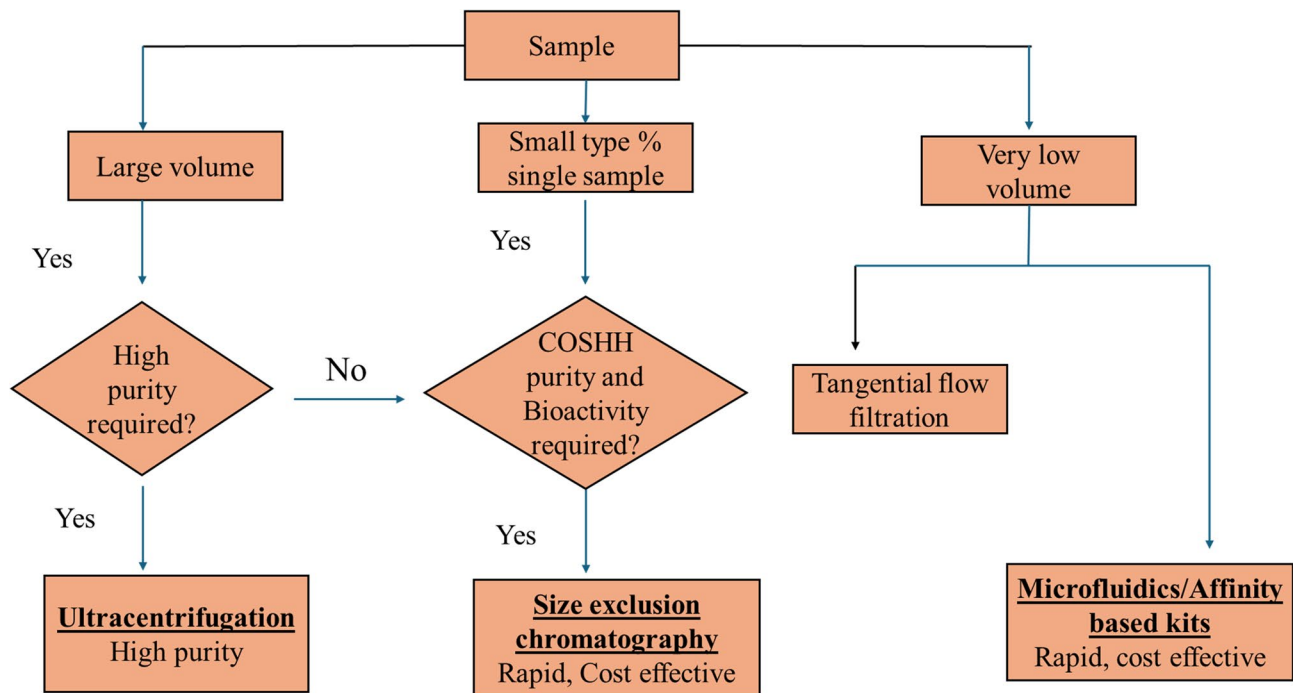 Sample
Large volume
Small type %
single sample
Very low
volume
Yes
Yes
High
purity
required?
No
COSHH
purity and
Bioactivity
required?
Tangential flow
filtration
Yes
Yes
Ultracentrifugation
High purity
Size exclusion
chromatography
Rapid, Cost effective
Microfluidics/Affinity
based kits
Rapid, cost effective